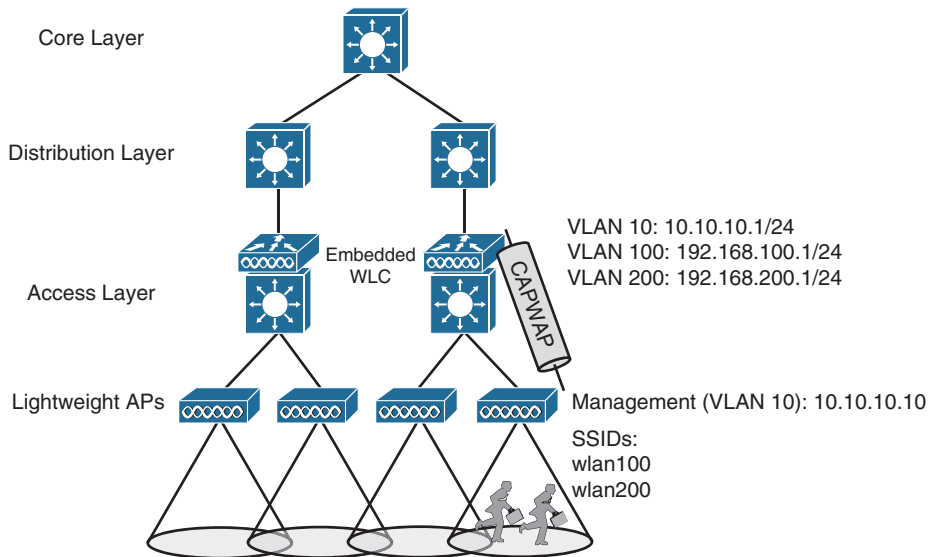 Core Layer
Distribution Layer
VLAN 10: 10.10.10.1/24
VLAN 100: 192.168.100.1/24
VLAN 200: 192.168.200.1/24
Embedded
WLC
CAPWAP
Access Layer
Lightweight APs
Management (VLAN 10): 10.10.10.10
SSIDs:
wlan100
wlan200